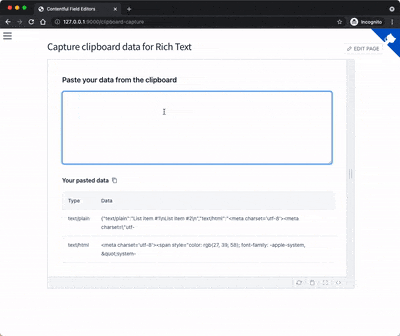 Contentful Field Editors
127.0.0.1:9000/clipboard-capture
Incognito
Capture clipboard data for Rich Text
EDIT PAGE
Paste your data from the clipboard
Your pasted data
Type Data
text/plain {"text/plain":"List item #1\nList item #2\n","text/html":"<meta charset='utf-8'><meta
charset=\"utf-
text/html <meta charset='utf-8'><span style="color: rgb(27, 39, 59); font-family: -apple-system,
&quot;system-